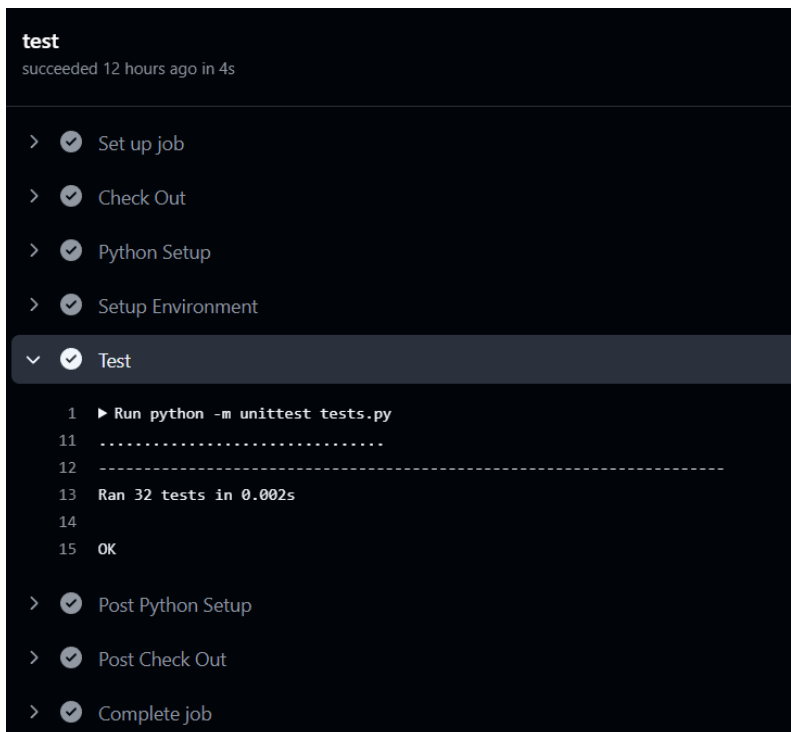 test
succeeded 12 hours ago in 4s
Set up job
Check Out
Python Setup
Setup Environment
Test
1 ▶ Run python -m unittest tests.py
11 ................................
12 ----------------------------------------------------------------------
13 Ran 32 tests in 0.002s
14
15 OK
Post Python Setup
Post Check Out
Complete job